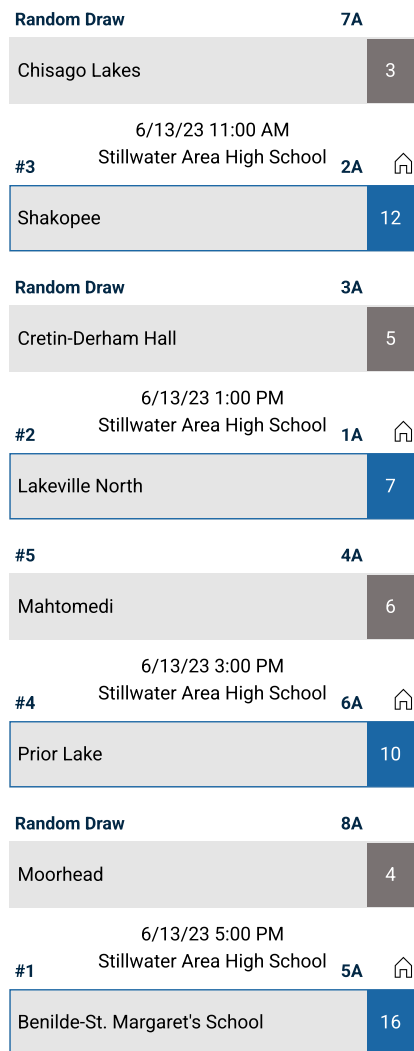 Random Draw 7A
Chisago Lakes 3
6/13/23 11:00 AM
Stillwater Area High School
#3 2A
Shakopee 12
Random Draw 3A
Cretin-Derham Hall 5
6/13/23 1:00 PM
Stillwater Area High School
#2 1A
Lakeville North 7
#5 4A
Mahtomedi 6
6/13/23 3:00 PM
Stillwater Area High School
#4 6A
Prior Lake 10
Random Draw 8A
Moorhead 4
6/13/23 5:00 PM
Stillwater Area High School
#1 5A
Benilde-St. Margaret's School 16